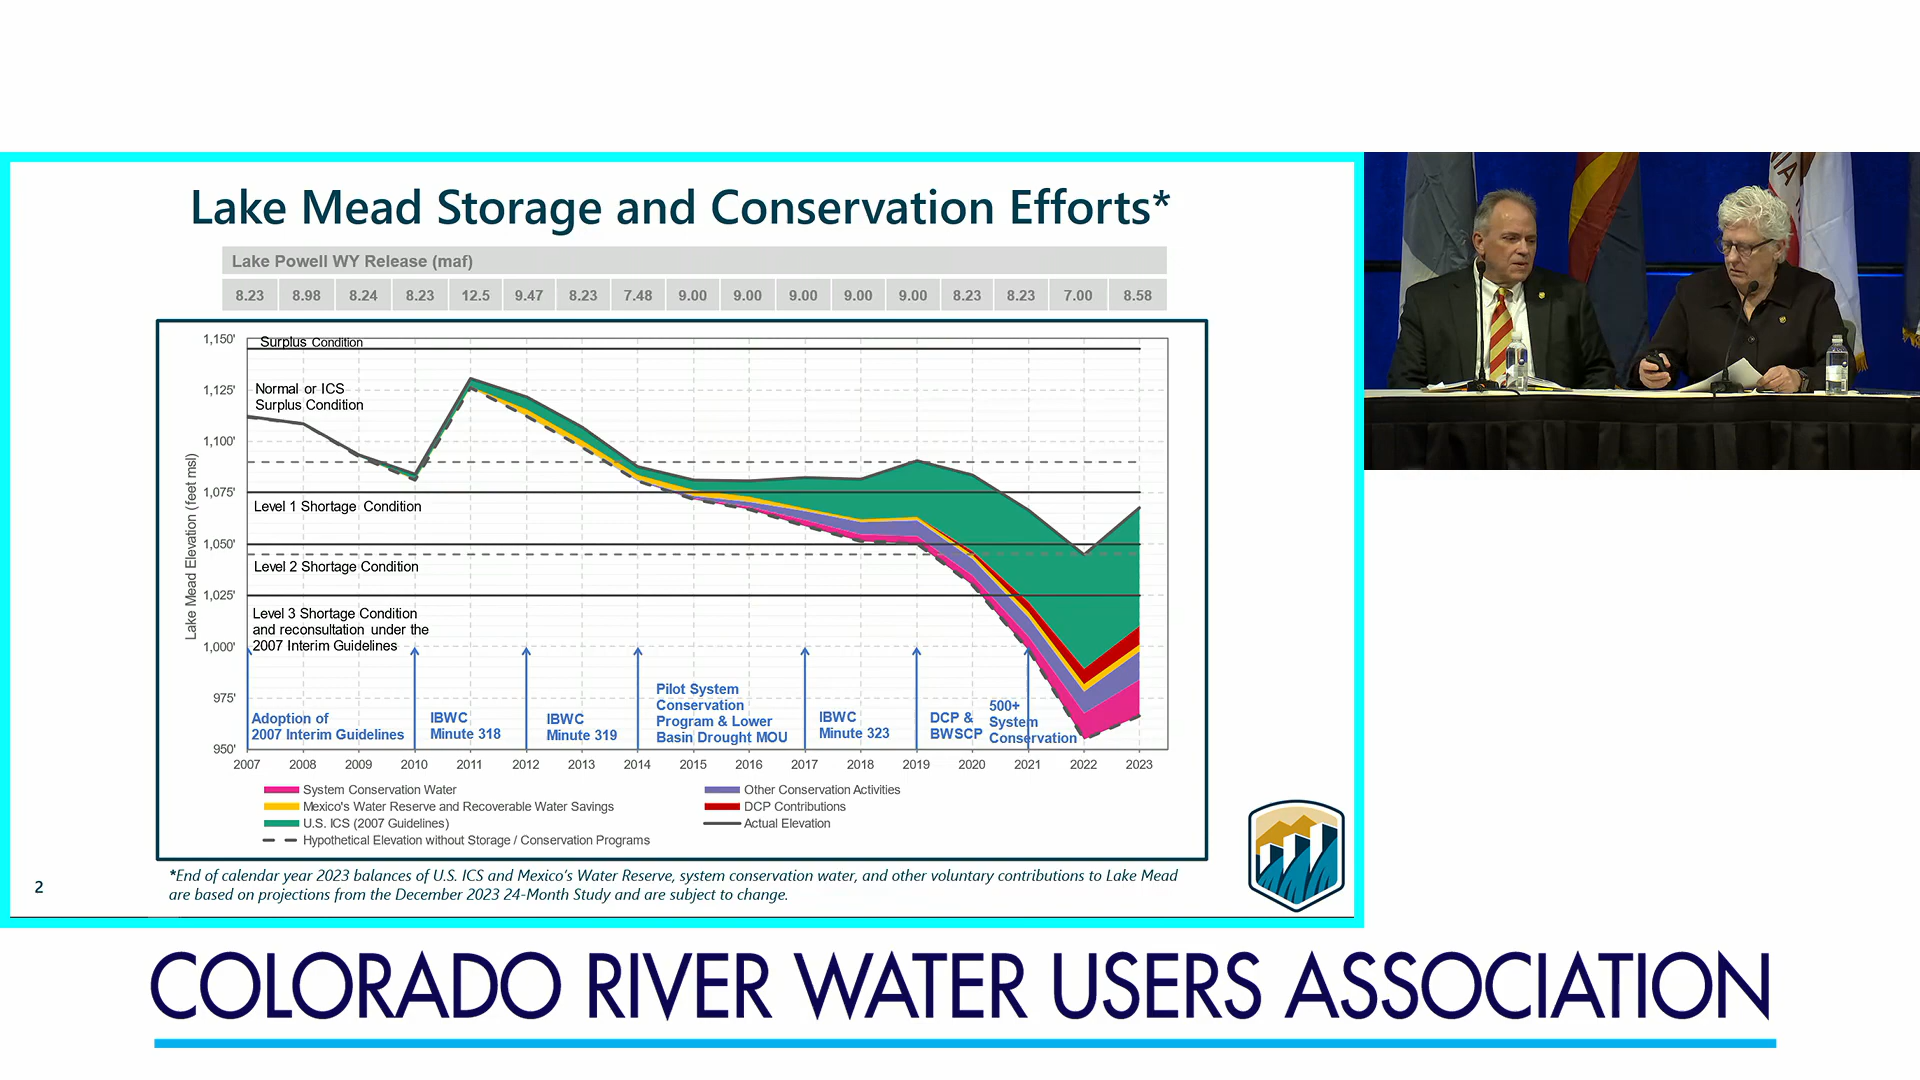 Lake Mead Storage and Conservation Efforts*
Lake Powell WY Release (maf)
8.23 8.98 8.24 8.23 12.5 9.47 8.23 7.48 9.00 9.00 9.00 9.00 9.00 8.23 8.23 7.00 8.58
Lake Mead Elevation (feet msl)
1,150'
1,125'
1,100'
1,075'
1,050'
1,025'
1,000'
975'
950'
Surplus Condition
Normal or ICS
Surplus Condition
Level 1 Shortage Condition
Level 2 Shortage Condition
Level 3 Shortage Condition
and reconsultation under the
2007 Interim Guidelines
Adoption of
2007 Interim Guidelines
IBWC
Minute 318
IBWC
Minute 319
Pilot System
Conservation
Program & Lower
Basin Drought MOU
IBWC
Minute 323
DCP &
BWSCP
500+
System
Conservation
2007 2008 2009 2010 2011 2012 2013 2014 2015 2016 2017 2018 2019 2020 2021 2022 2023
System Conservation Water
Other Conservation Activities
Mexico's Water Reserve and Recoverable Water Savings
DCP Contributions
U.S. ICS (2007 Guidelines)
Actual Elevation
Hypothetical Elevation without Storage / Conservation Programs
*End of calendar year 2023 balances of U.S. ICS and Mexico's Water Reserve, system conservation water, and other voluntary contributions to Lake Mead
are based on projections from the December 2023 24-Month Study and are subject to change.
2
COLORADO RIVER WATER USERS ASSOCIATION